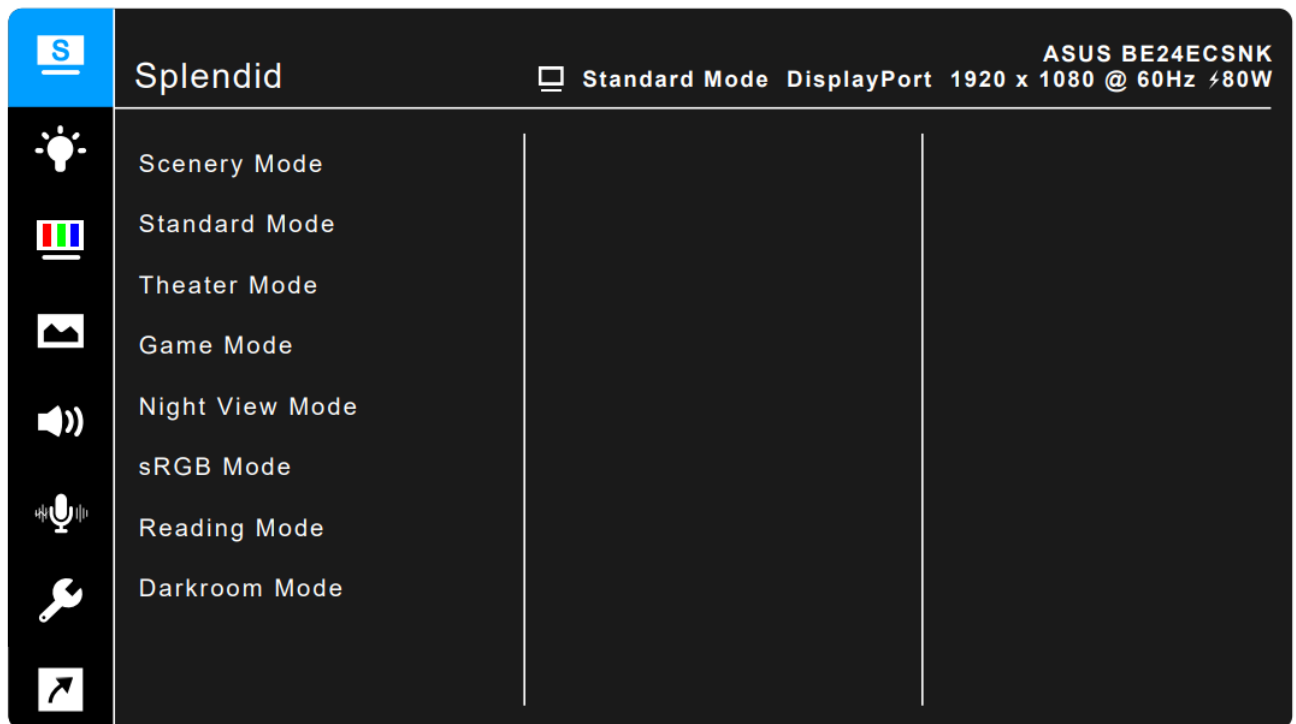 S
ASUS BE24ECSNK
Splendid
Standard Mode DisplayPort 1920 x 1080 @ 60Hz ⚡80W
Scenery Mode
Standard Mode
Theater Mode
Game Mode
Night View Mode
sRGB Mode
Reading Mode
Darkroom Mode